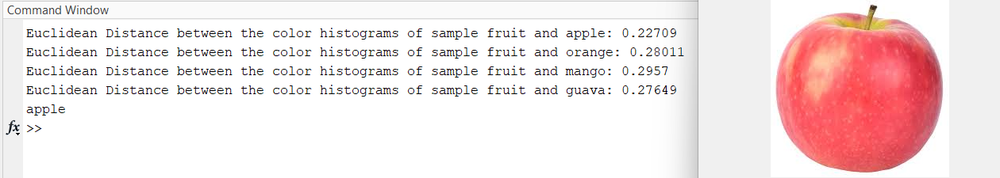 Command Window
Euclidean Distance between the color histograms of sample fruit and apple: 0.22709
Euclidean Distance between the color histograms of sample fruit and orange: 0.28011
Euclidean Distance between the color histograms of sample fruit and mango: 0.2957
Euclidean Distance between the color histograms of sample fruit and guava: 0.27649
apple
fx >>